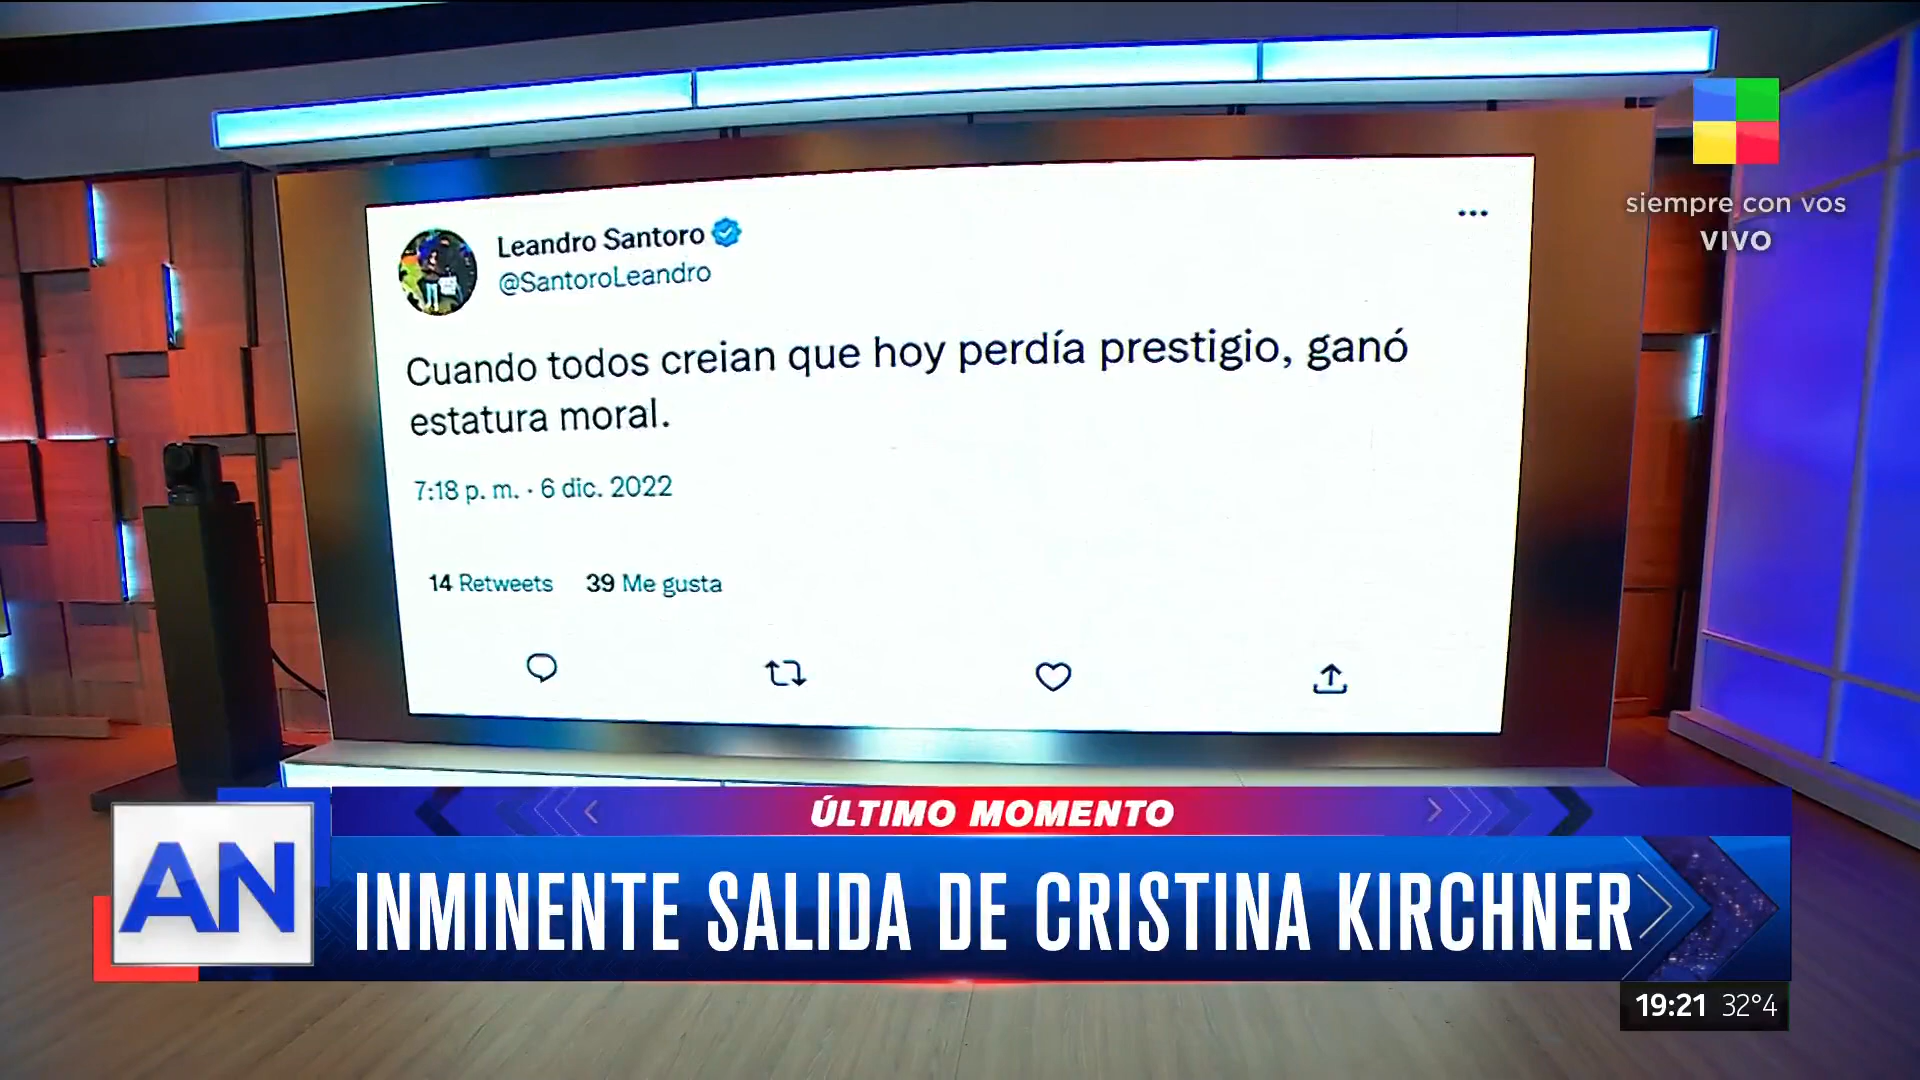 siempre con vos
VIVO
Leandro Santoro
@SantoroLeandro
Cuando todos creian que hoy perdía prestigio, ganó
estatura moral.
7:18 p. m. · 6 dic. 2022
14 Retweets 39 Me gusta
ÚLTIMO MOMENTO
AN
INMINENTE SALIDA DE CRISTINA KIRCHNER
19:21 32°4